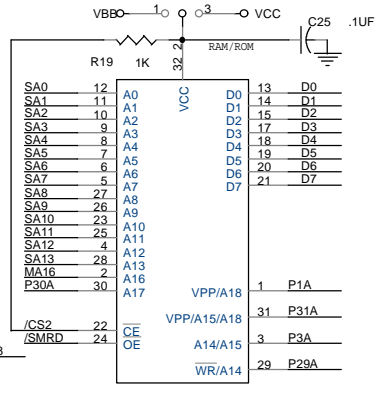 VBB 1 3 VCC C25 .1UF
2 RAM/ROM
R19 1K 32
VCC
SA0 12 A0 D0 13 D0
SA1 11 A1 D1 14 D1
SA2 10 A2 D2 15 D2
SA3 9 A3 D3 17 D3
SA4 8 A4 D4 18 D4
SA5 7 A5 D5 19 D5
SA6 6 A6 D6 20 D6
SA7 5 A7 D7 21 D7
SA8 27 A8
SA9 26 A9
SA10 23 A10
SA11 25 A11
SA12 4 A12
SA13 28 A13
MA16 2 A16 VPP/A18 1 P1A
P30A 30 A17
VPP/A15/A18 31 P31A
/CS2 22 CE
/SMRD 24 OE A14/A15 3 P3A
WR/A14 29 P29A